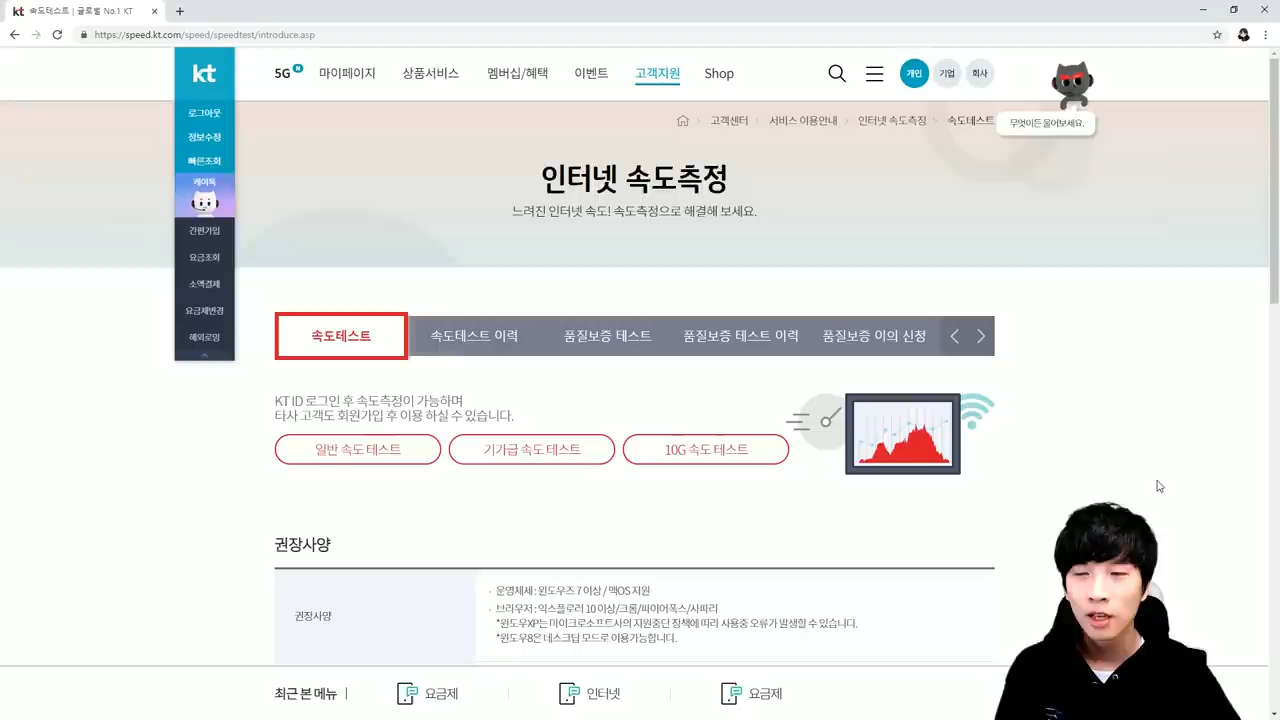 kt 속도테스트 | 글로벌 No.1 KT
https://speed.kt.com/speed/speedtest/introduce.asp
kt
5G N 마이페이지 상품서비스 멤버십/혜택 이벤트 고객지원 Shop 개인 기업 회사
로그아웃
정보수정
빠른조회
케이톡
간편가입
요금조회
소액결제
요금제변경
해외로밍
고객센터 서비스 이용안내 인터넷 속도측정 속도테스트
무엇이든 물어보세요.
인터넷 속도측정
느려진 인터넷 속도! 속도측정으로 해결해 보세요.
속도테스트 속도테스트 이력 품질보증 테스트 품질보증 테스트 이력 품질보증 이의 신청
KT ID 로그인 후 속도측정이 가능하며
타사 고객도 회원가입 후 이용 하실 수 있습니다.
일반 속도 테스트 기가급 속도 테스트 10G 속도 테스트
권장사양
권장사양
· 운영체세 : 윈도우즈 7 이상 / 맥OS 지원
· 브라우저 : 익스플로러 10 이상/크롬/파이어폭스/사파리
*윈도우XP는 마이크로소프트사의 지원중단 정책에 따라 사용중 오류가 발생할 수 있습니다.
*윈도우8은 데스크탑 모드로 이용가능합니다.
최근 본 메뉴 | 요금제 인터넷 요금제